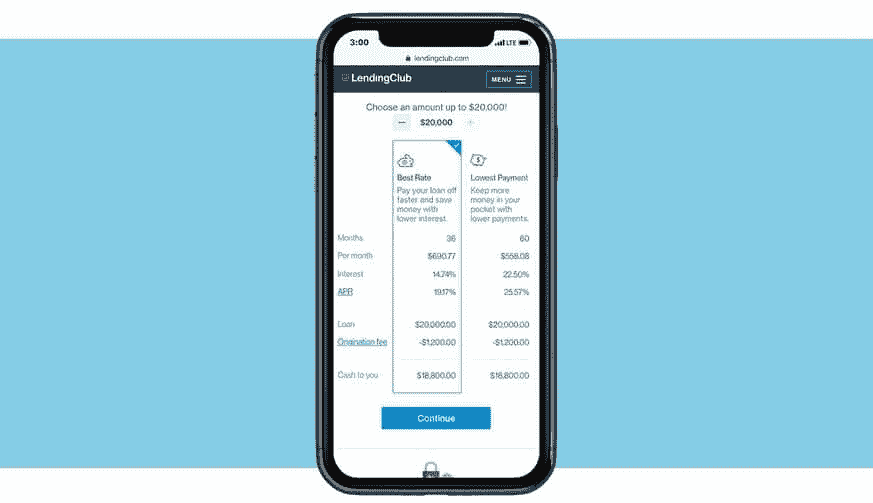 3:00
LTE
lendingclub.com
LendingClub
MENU
Choose an amount up to $20,000!
− $20,000 +
Best Rate
Pay your loan off
faster and save
money with
lower interest.
Lowest Payment
Keep more
money in your
pocket with
lower payments.
Months 36 60
Per month $690.77 $558.08
Interest 14.74% 22.50%
APR 19.17% 25.57%
Loan $20,000.00 $20,000.00
Origination fee -$1,200.00 -$1,200.00
Cash to you $18,800.00 $18,800.00
Continue